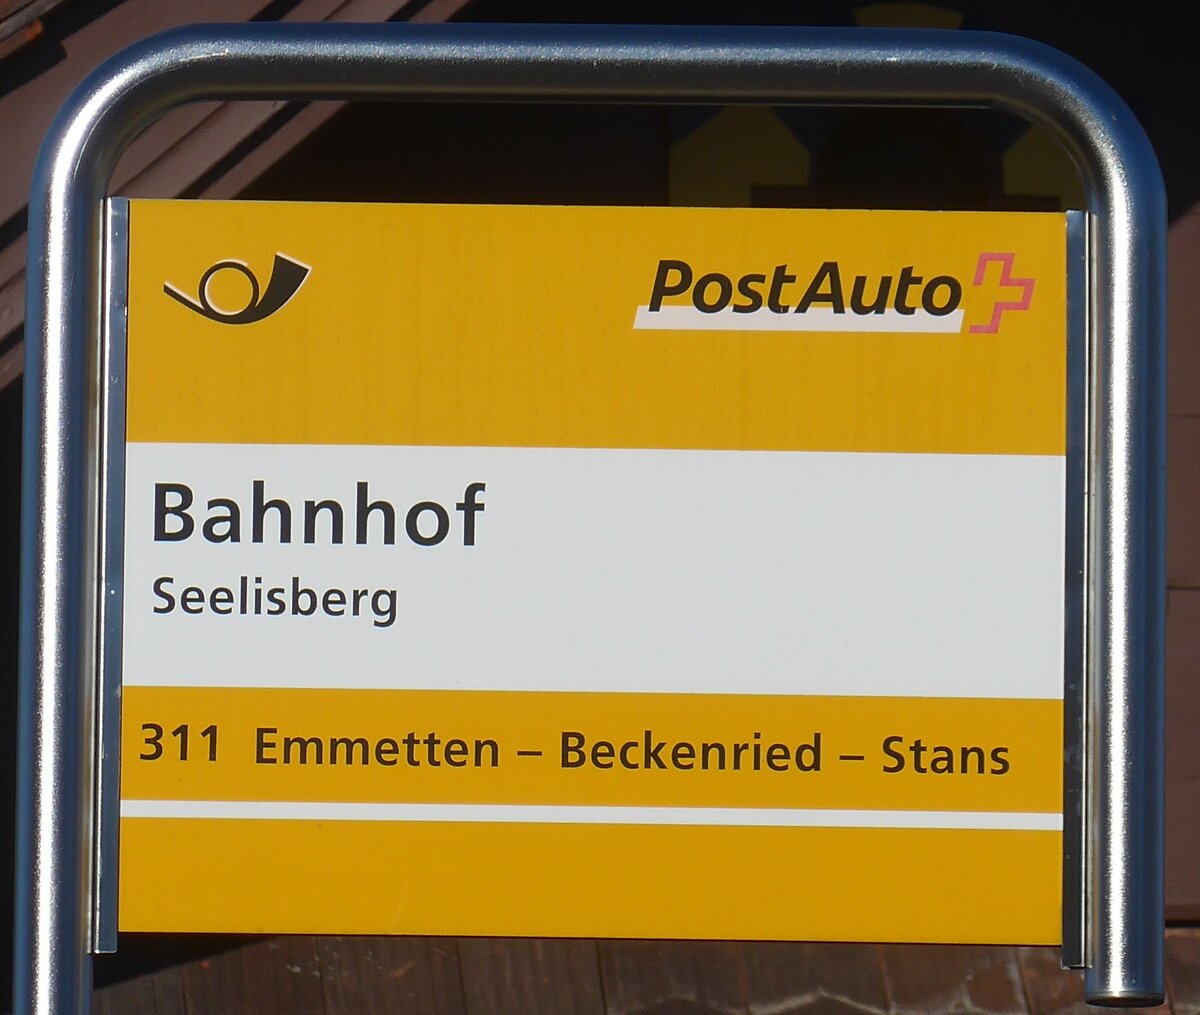 PostAuto
Bahnhof
Seelisberg
311 Emmetten – Beckenried – Stans